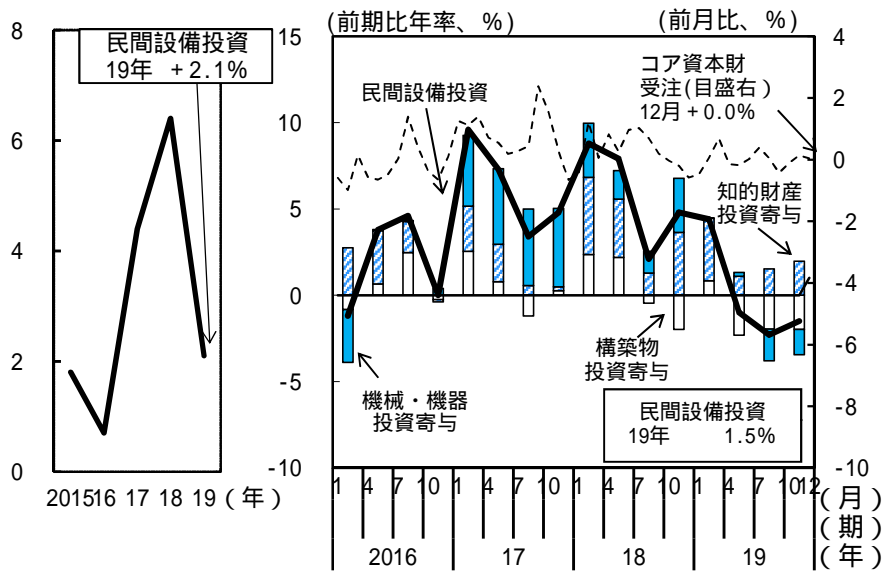 (前期比年率、%)
(前月比、%)
8
6
4
2
0
民間設備投資
19年 +2.1%
2015 16 17 18 19 (年)
15
10
5
0
-5
-10
4
2
0
-2
-4
-6
-8
-10
民間設備投資
コア資本財
受注(目盛右)
12月+0.0%
知的財産
投資寄与
構築物
投資寄与
機械・機器
投資寄与
民間設備投資
19年 1.5%
1 4 7 10 1 4 7 10 1 4 7 10 1 4 7 10 12 (月)
(期)
2016 17 18 19 (年)